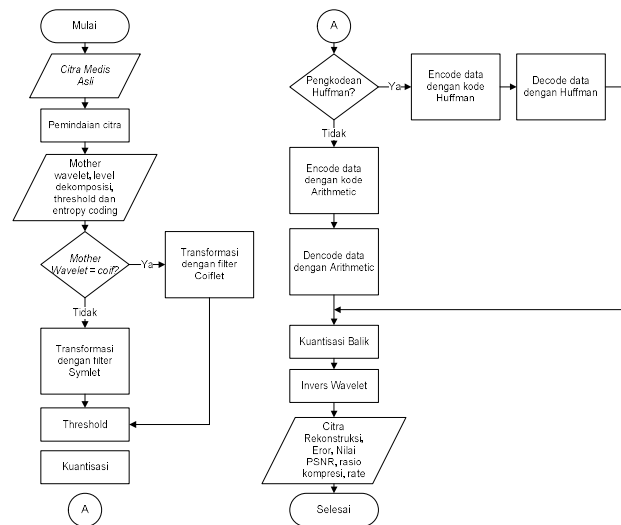 Mulai
Citra Medis
Asli
Pemindaian citra
Mother
wavelet, level
dekomposisi,
threshold dan
entropy coding
Mother
Wavelet = coif?
Ya
Transformasi
dengan filter
Coiflet
Tidak
Transformasi
dengan filter
Symlet
Threshold
Kuantisasi
A
A
Pengkodean
Huffman?
Ya
Encode data
dengan kode
Huffman
Decode data
dengan Huffman
Tidak
Encode data
dengan kode
Arithmetic
Dencode data
dengan Arithmetic
Kuantisasi Balik
Invers Wavelet
Citra
Rekonstruksi,
Eror, Nilai
PSNR, rasio
kompresi, rate
Selesai